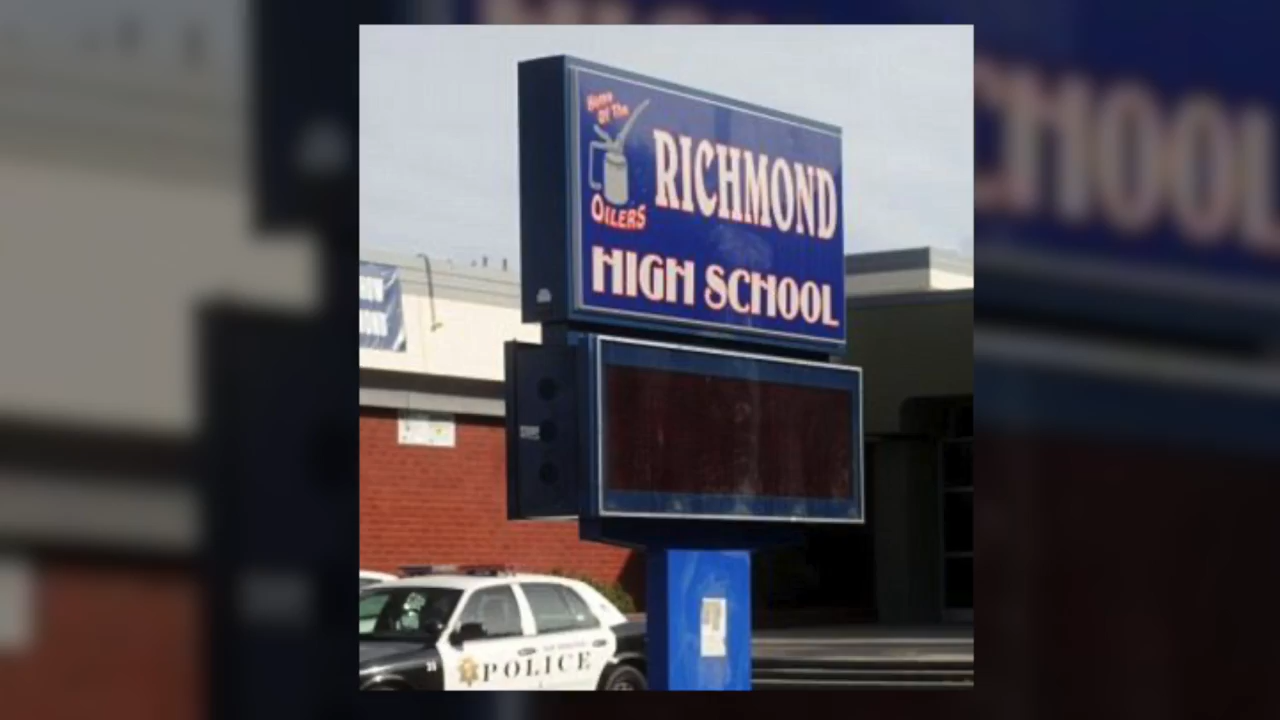 Home
Of The
OILERS
RICHMOND
HIGH SCHOOL
POLICE